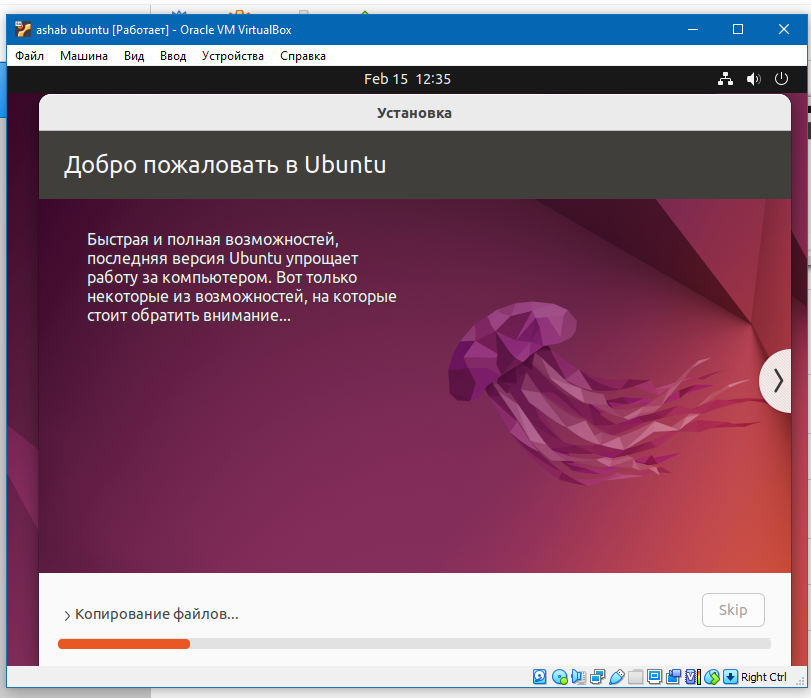 ashab ubuntu [Работает] - Oracle VM VirtualBox
Файл Машина Вид Ввод Устройства Справка
Feb 15 12:35
Установка
Добро пожаловать в Ubuntu
Быстрая и полная возможностей,
последняя версия Ubuntu упрощает
работу за компьютером. Вот только
некоторые из возможностей, на которые
стоит обратить внимание...
Копирование файлов...
Skip
Right Ctrl